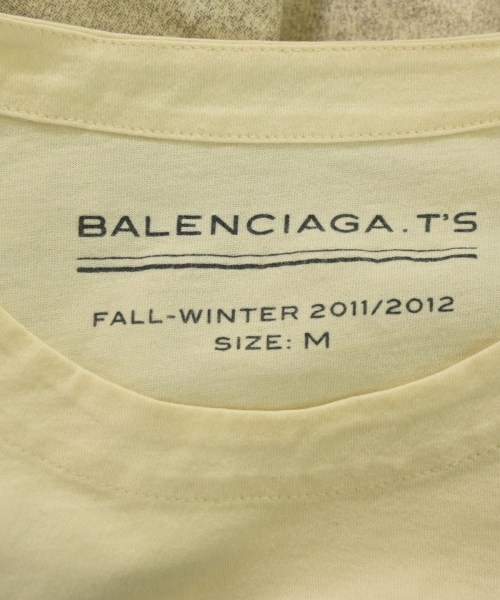 BALENCIAGA.T'S
FALL-WINTER 2011/2012
SIZE: M